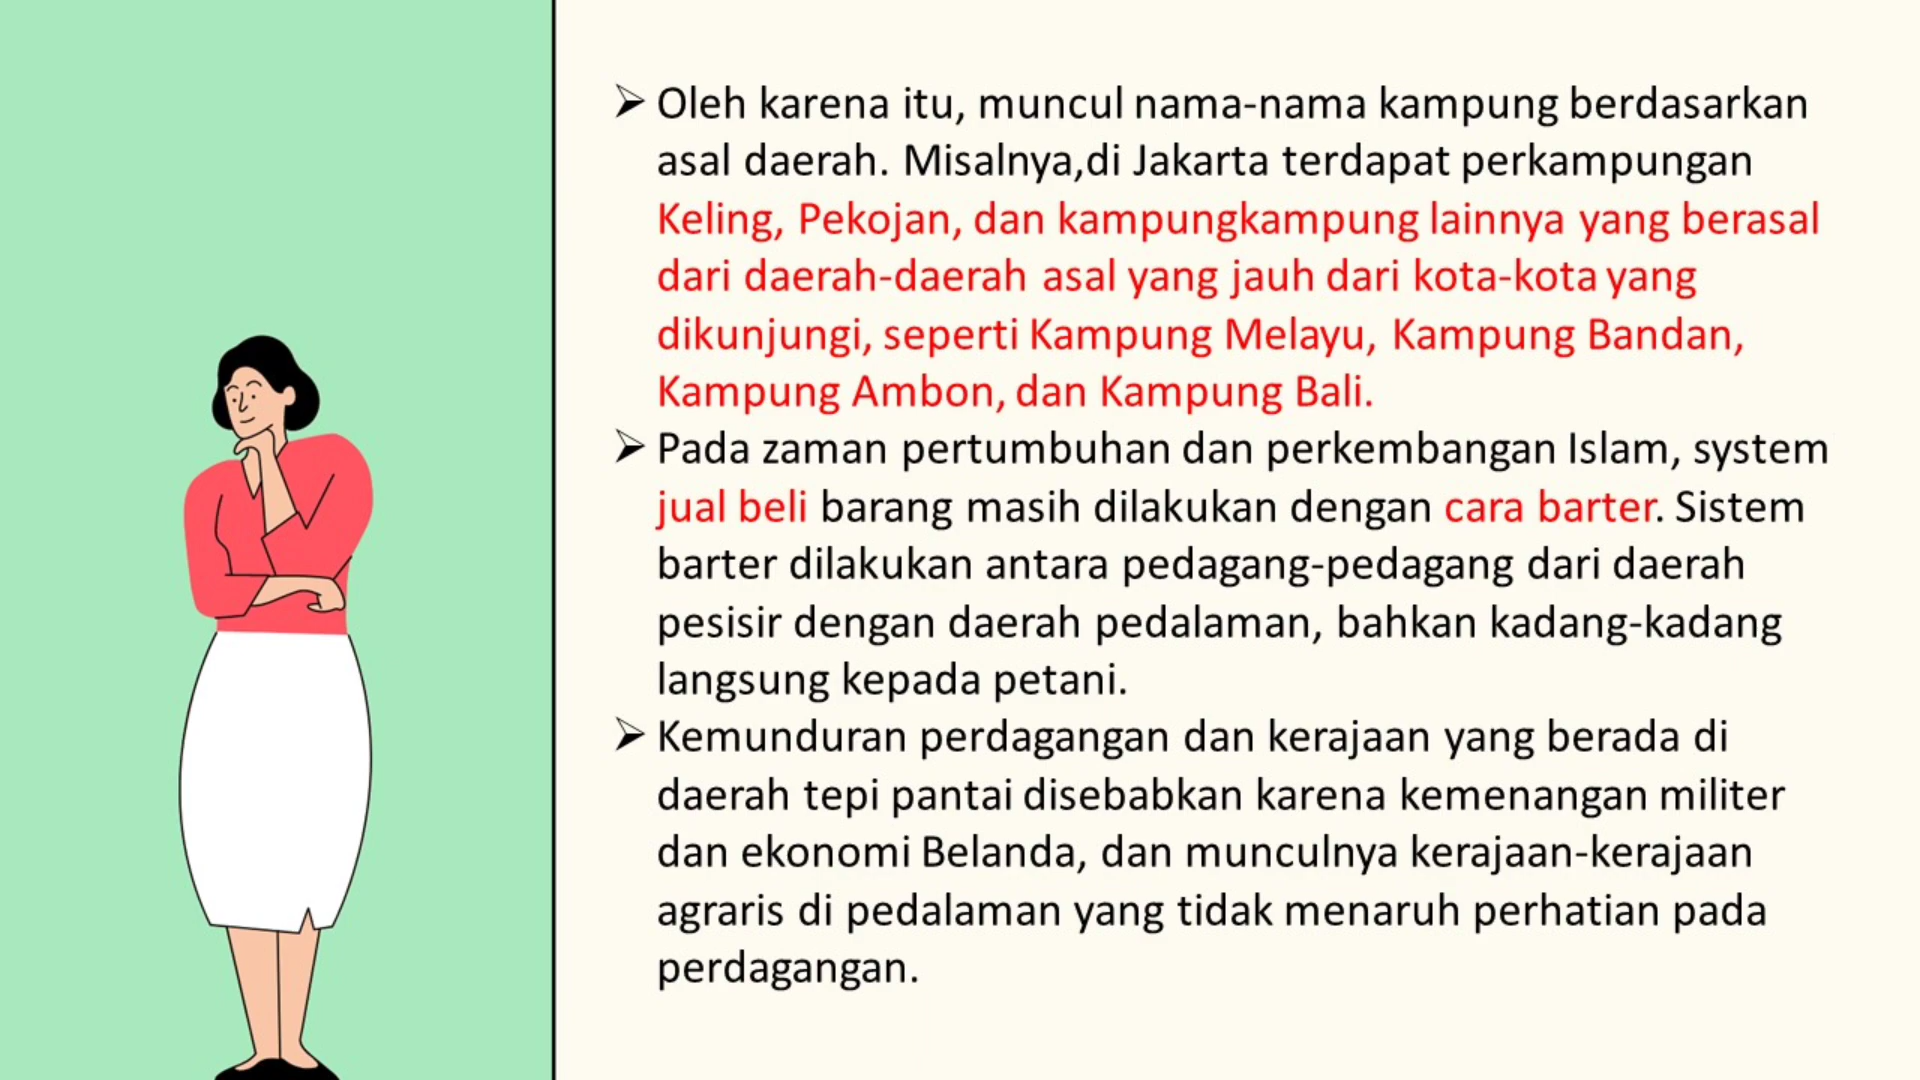 ➢ Oleh karena itu, muncul nama-nama kampung berdasarkan
asal daerah. Misalnya,di Jakarta terdapat perkampungan
Keling, Pekojan, dan kampungkampung lainnya yang berasal
dari daerah-daerah asal yang jauh dari kota-kota yang
dikunjungi, seperti Kampung Melayu, Kampung Bandan,
Kampung Ambon, dan Kampung Bali.
➢ Pada zaman pertumbuhan dan perkembangan Islam, system
jual beli barang masih dilakukan dengan cara barter. Sistem
barter dilakukan antara pedagang-pedagang dari daerah
pesisir dengan daerah pedalaman, bahkan kadang-kadang
langsung kepada petani.
➢ Kemunduran perdagangan dan kerajaan yang berada di
daerah tepi pantai disebabkan karena kemenangan militer
dan ekonomi Belanda, dan munculnya kerajaan-kerajaan
agraris di pedalaman yang tidak menaruh perhatian pada
perdagangan.